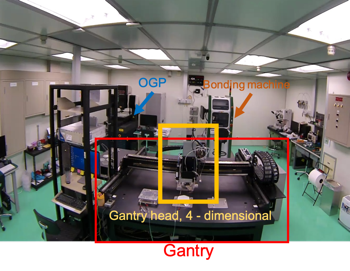 OGP
Bonding machine
Gantry head, 4 - dimensional
Gantry